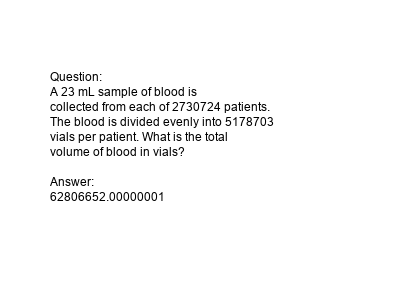 Question:
A 23 mL sample of blood is
collected from each of 2730724 patients.
The blood is divided evenly into 5178703
vials per patient. What is the total
volume of blood in vials?

Answer:
62806652.00000001